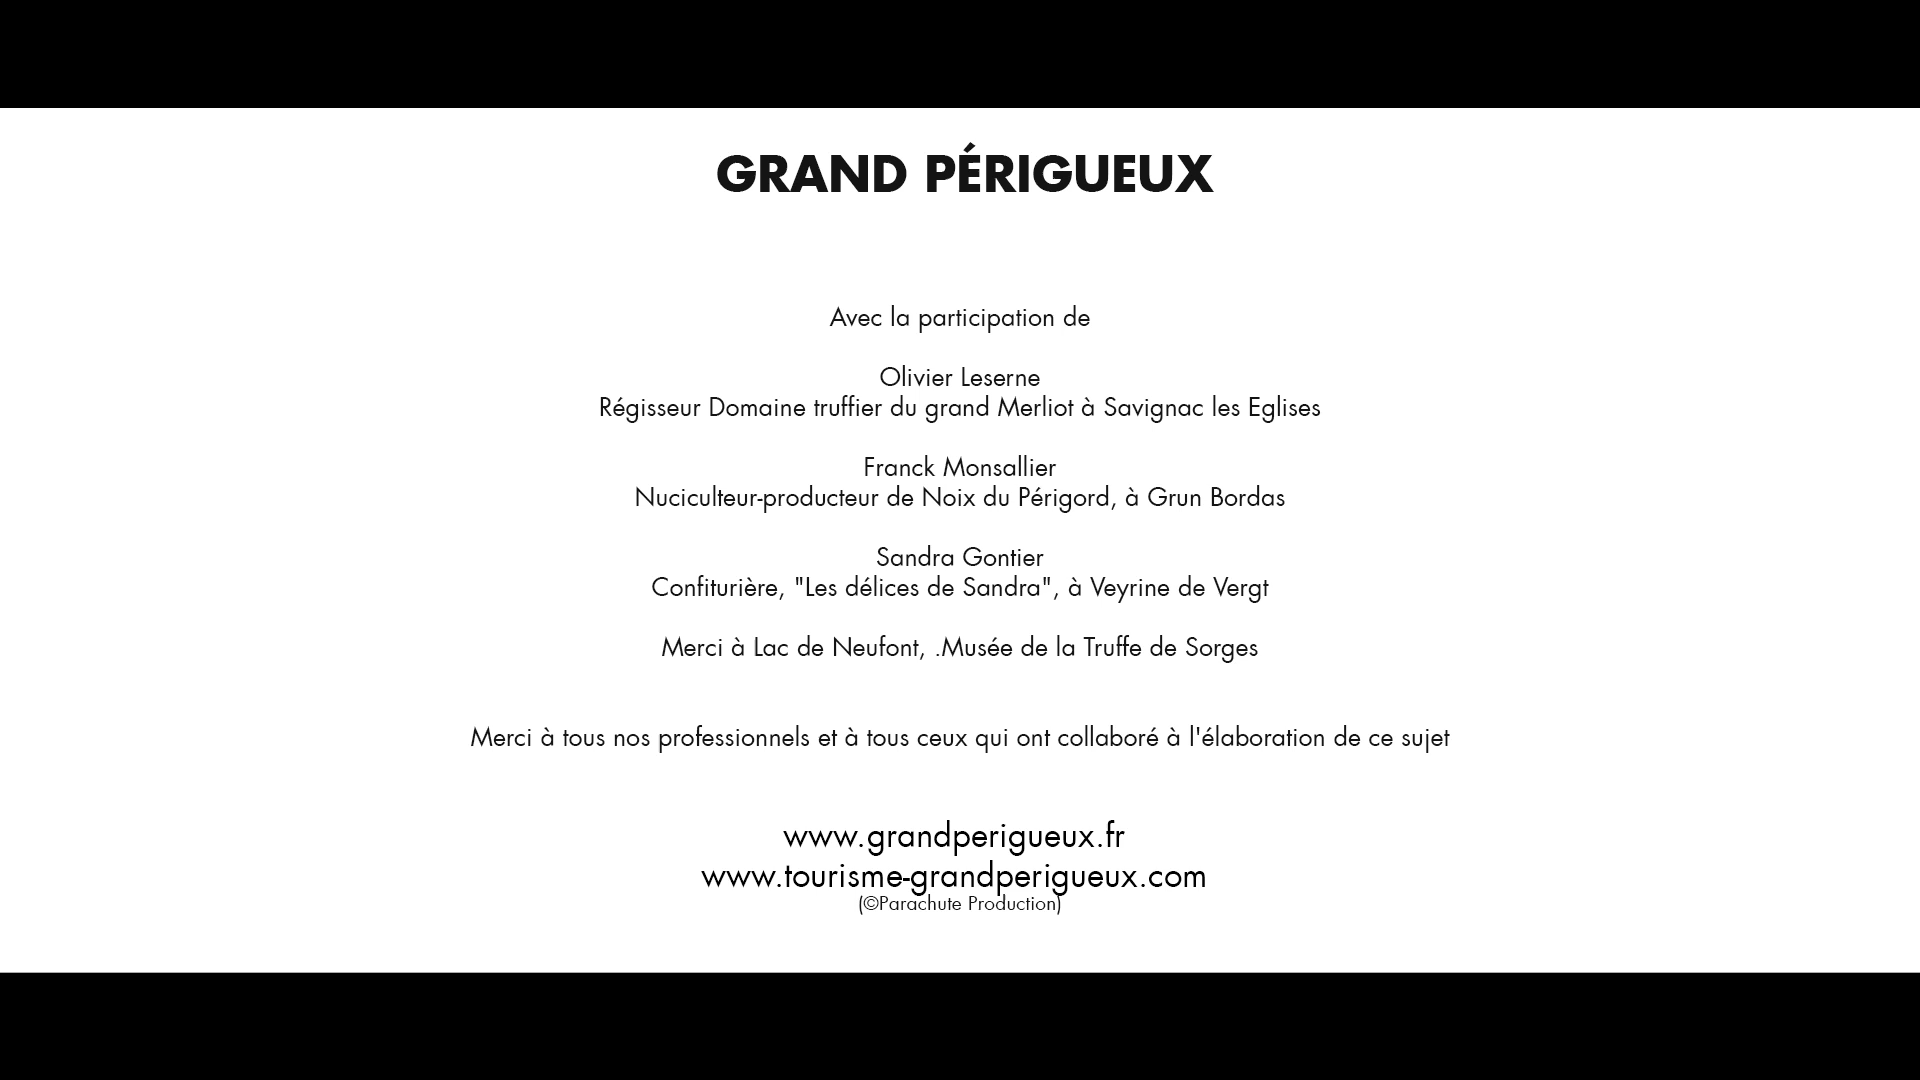 GRAND PÉRIGUEUX
Avec la participation de
Olivier Leserne
Régisseur Domaine truffier du grand Merliot à Savignac les Eglises
Franck Monsallier
Nuciculteur-producteur de Noix du Périgord, à Grun Bordas
Sandra Gontier
Confiturière, "Les délices de Sandra", à Veyrine de Vergt
Merci à Lac de Neufont, .Musée de la Truffe de Sorges
Merci à tous nos professionnels et à tous ceux qui ont collaboré à l'élaboration de ce sujet
www.grandperigueux.fr
www.tourisme-grandperigueux.com
(©Parachute Production)